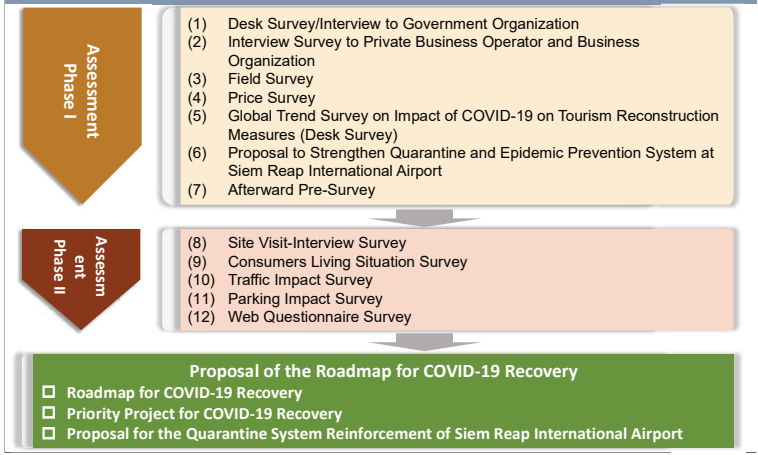 Assessment
Phase I
(1) Desk Survey/Interview to Government Organization
(2) Interview Survey to Private Business Operator and Business
Organization
(3) Field Survey
(4) Price Survey
(5) Global Trend Survey on Impact of COVID-19 on Tourism Reconstruction
Measures (Desk Survey)
(6) Proposal to Strengthen Quarantine and Epidemic Prevention System at
Siem Reap International Airport
(7) Afterward Pre-Survey
Assessm
ent
Phase II
(8) Site Visit-Interview Survey
(9) Consumers Living Situation Survey
(10) Traffic Impact Survey
(11) Parking Impact Survey
(12) Web Questionnaire Survey
Proposal of the Roadmap for COVID-19 Recovery
Roadmap for COVID-19 Recovery
Priority Project for COVID-19 Recovery
Proposal for the Quarantine System Reinforcement of Siem Reap International Airport